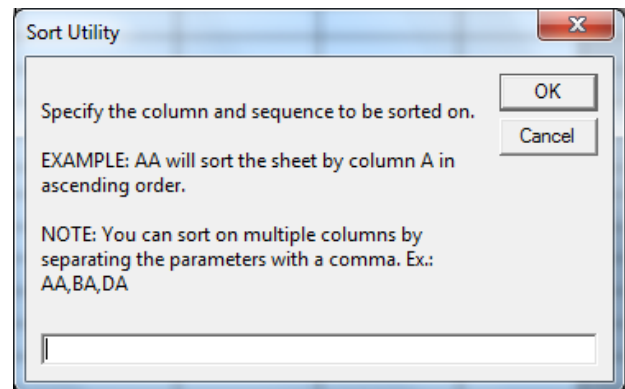 Sort Utility
OK
Specify the column and sequence to be sorted on.
Cancel
EXAMPLE: AA will sort the sheet by column A in
ascending order.
NOTE: You can sort on multiple columns by
separating the parameters with a comma. Ex.:
AA,BA,DA